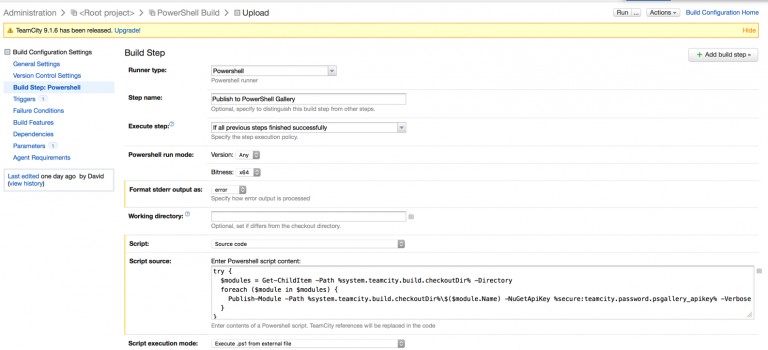 Administration > <Root project> > PowerShell Build > Upload
Run ... Actions Build Configuration Home
TeamCity 9.1.6 has been released. Upgrade! Hide
Build Configuration Settings
General Settings
Version Control Settings
Build Step: Powershell
Triggers 1
Failure Conditions
Build Features
Dependencies
Parameters 1
Agent Requirements
Last edited one day ago by David
(view history)
Build Step
+ Add build step
Runner type: Powershell
Powershell runner
Step name: Publish to PowerShell Gallery
Optional, specify to distinguish this build step from other steps.
Execute step: If all previous steps finished successfully
Specify the step execution policy.
Powershell run mode: Version: Any
Bitness: x64
Format stderr output as: error
Specify how error output is processed
Working directory:
Optional, set if differs from the checkout directory.
Script: Source code
Script source: Enter Powershell script content:
try {
$modules = Get-ChildItem -Path %system.teamcity.build.checkoutDir% -Directory
foreach ($module in $modules) {
Publish-Module -Path %system.teamcity.build.checkoutDir%\$($module.Name) -NuGetApiKey %secure:teamcity.password.psgallery_apikey% -Verbose
}
}
Enter contents of a Powershell script. TeamCity references will be replaced in the code
Script execution mode: Execute .ps1 from external file